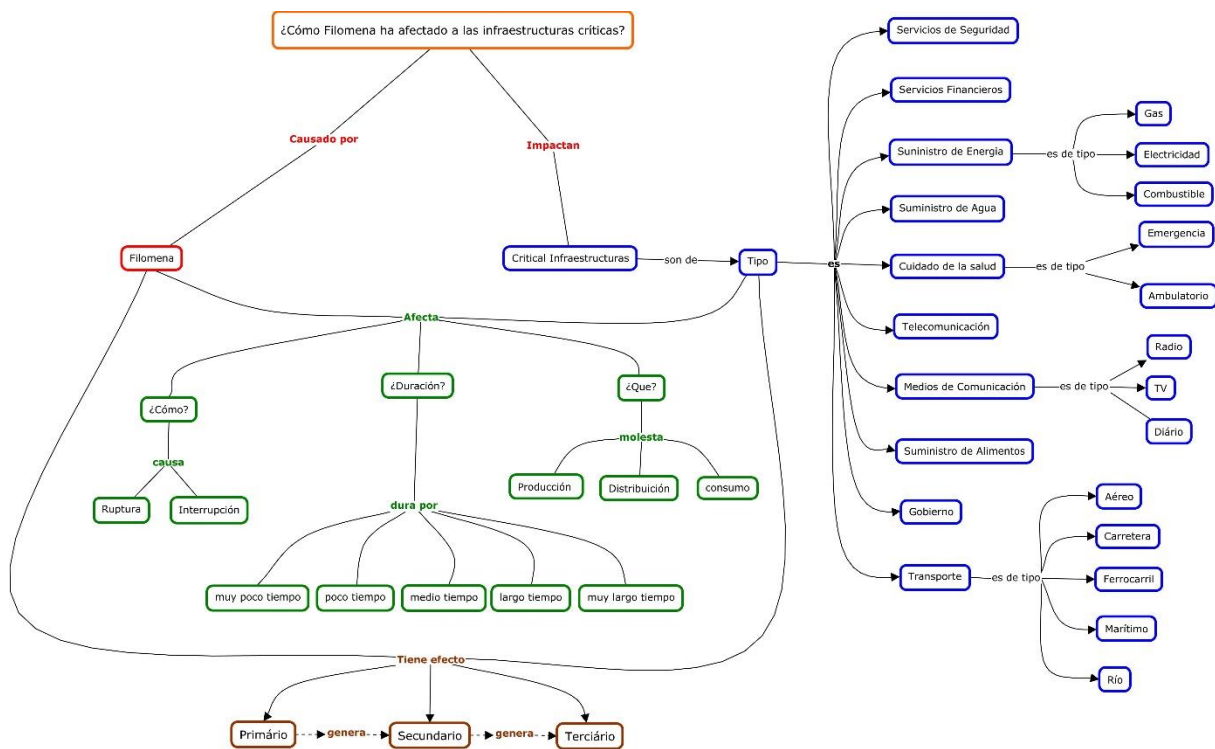 ¿Cómo Filomena ha afectado a las infraestructuras críticas?
Causado por
Impactan
Filomena
Critical Infraestructuras
son de
Tipo
es
Servicios de Seguridad
Servicios Financieros
Suninistro de Energia
es de tipo
Gas
Electricidad
Combustible
Suministro de Agua
Cuidado de la salud
es de tipo
Emergencia
Ambulatorio
Telecomunicación
Medios de Comunicación
es de tipo
Radio
TV
Diário
Suministro de Alimentos
Gobierno
Transporte
es de tipo
Aéreo
Carretera
Ferrocarril
Marítimo
Río
Afecta
¿Cómo?
causa
Ruptura
Interrupción
¿Duración?
dura por
muy poco tiempo
poco tiempo
medio tiempo
largo tiempo
muy largo tiempo
¿Que?
molesta
Producción
Distribuición
consumo
Tiene efecto
Primário
genera
Secundario
genera
Terciário